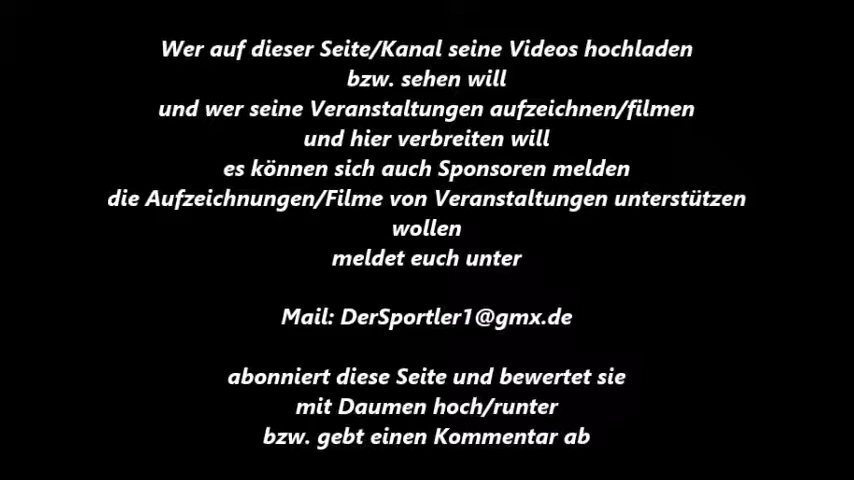 Wer auf dieser Seite/Kanal seine Videos hochladen
bzw. sehen will
und wer seine Veranstaltungen aufzeichnen/filmen
und hier verbreiten will
es können sich auch Sponsoren melden
die Aufzeichnungen/Filme von Veranstaltungen unterstützen
wollen
meldet euch unter
Mail: DerSportler1@gmx.de
abonniert diese Seite und bewertet sie
mit Daumen hoch/runter
bzw. gebt einen Kommentar ab